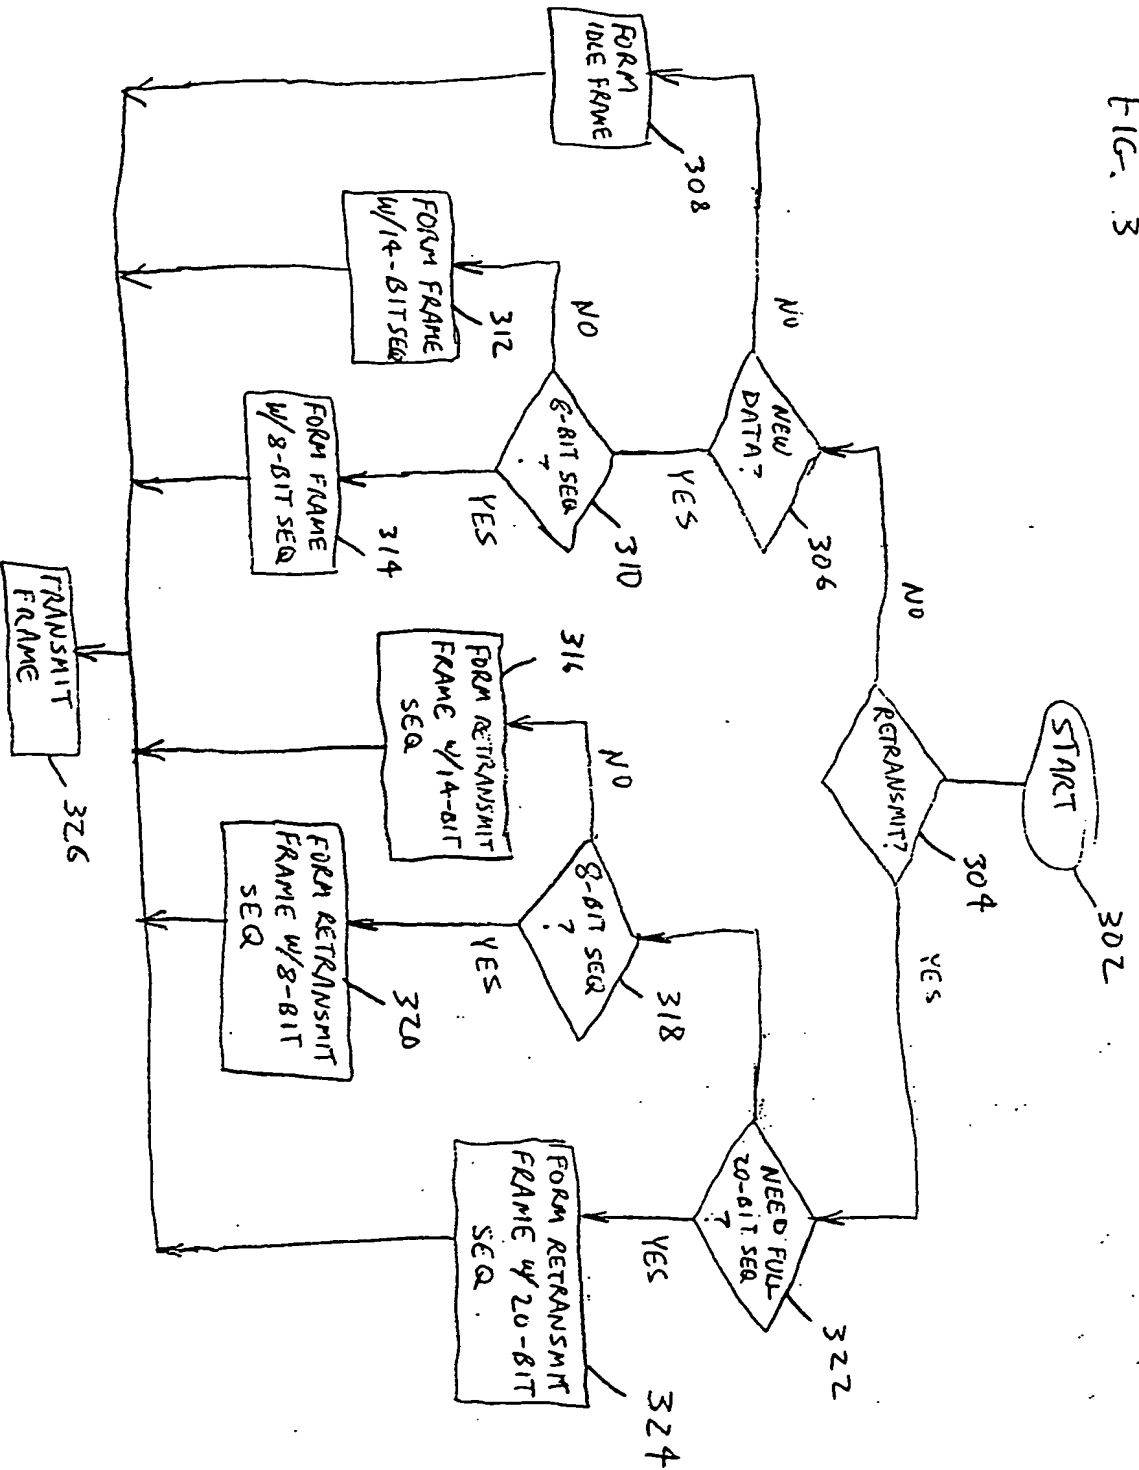 FIG. 3
START
302
RETRANSMIT?
304
NO
YES
NEW
DATA?
306
NEED FULL
20-BIT SEQ
?
322
NO
YES
YES
FORM
IDLE FRAME
308
8-BIT SEQ
?
310
8-BIT SEQ
?
318
FORM RETRANSMIT
FRAME W/ 20-BIT
SEQ
324
NO
YES
NO
YES
FORM FRAME
W/14-BIT SEQ
312
FORM FRAME
W/8-BIT SEQ
314
FORM RETRANSMIT
FRAME W/14-BIT
SEQ
316
FORM RETRANSMIT
FRAME W/8-BIT
SEQ
320
TRANSMIT
FRAME
326